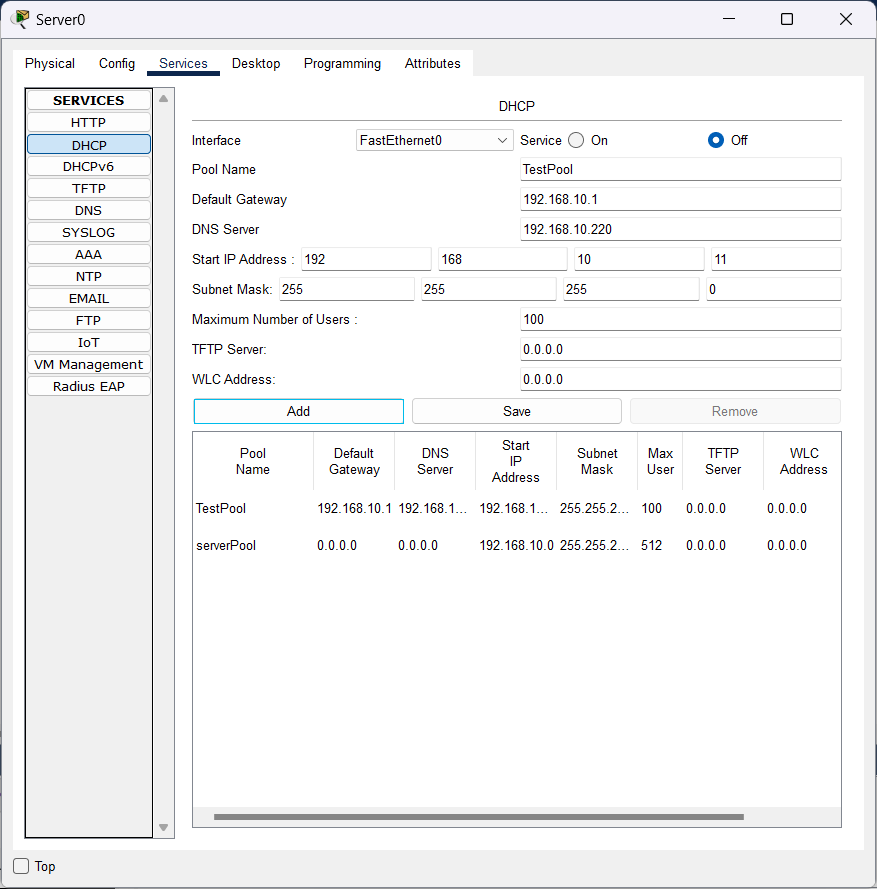 Server0
Physical Config Services Desktop Programming Attributes
SERVICES
HTTP
DHCP
DHCPv6
TFTP
DNS
SYSLOG
AAA
NTP
EMAIL
FTP
IoT
VM Management
Radius EAP
DHCP
Interface FastEthernet0 Service On Off
Pool Name TestPool
Default Gateway 192.168.10.1
DNS Server 192.168.10.220
Start IP Address : 192 168 10 11
Subnet Mask: 255 255 255 0
Maximum Number of Users : 100
TFTP Server: 0.0.0.0
WLC Address: 0.0.0.0
Add Save Remove
Pool Name Default Gateway DNS Server Start IP Address Subnet Mask Max User TFTP Server WLC Address
TestPool 192.168.10.1 192.168.1... 192.168.1... 255.255.2... 100 0.0.0.0 0.0.0.0
serverPool 0.0.0.0 0.0.0.0 192.168.10.0 255.255.2... 512 0.0.0.0 0.0.0.0
Top